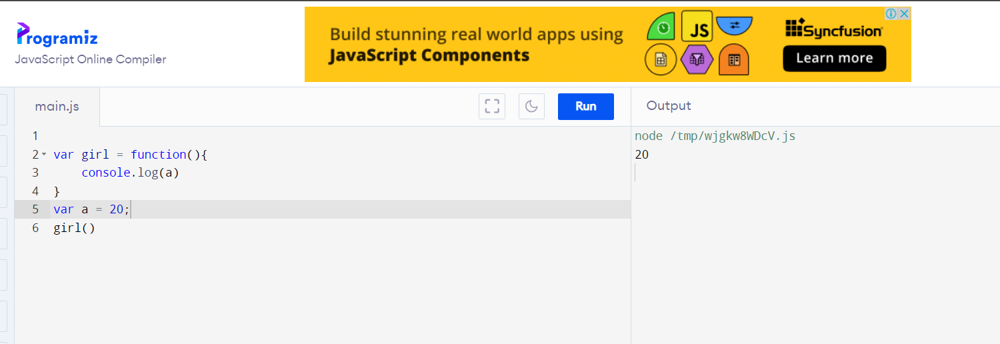 Programiz
JavaScript Online Compiler
Build stunning real world apps using
JavaScript Components
JS
Syncfusion
Learn more
main.js
Run
Output
1
2 var girl = function(){
3 console.log(a)
4 }
5 var a = 20;
6 girl()
node /tmp/wjgkw8WDcV.js
20